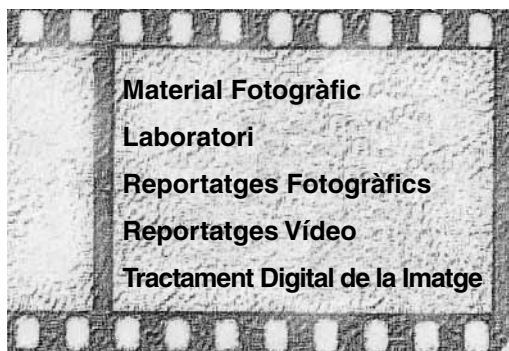 Material Fotogràfic
Laboratori
Reportatges Fotogràfics
Reportatges Vídeo
Tractament Digital de la Imatge